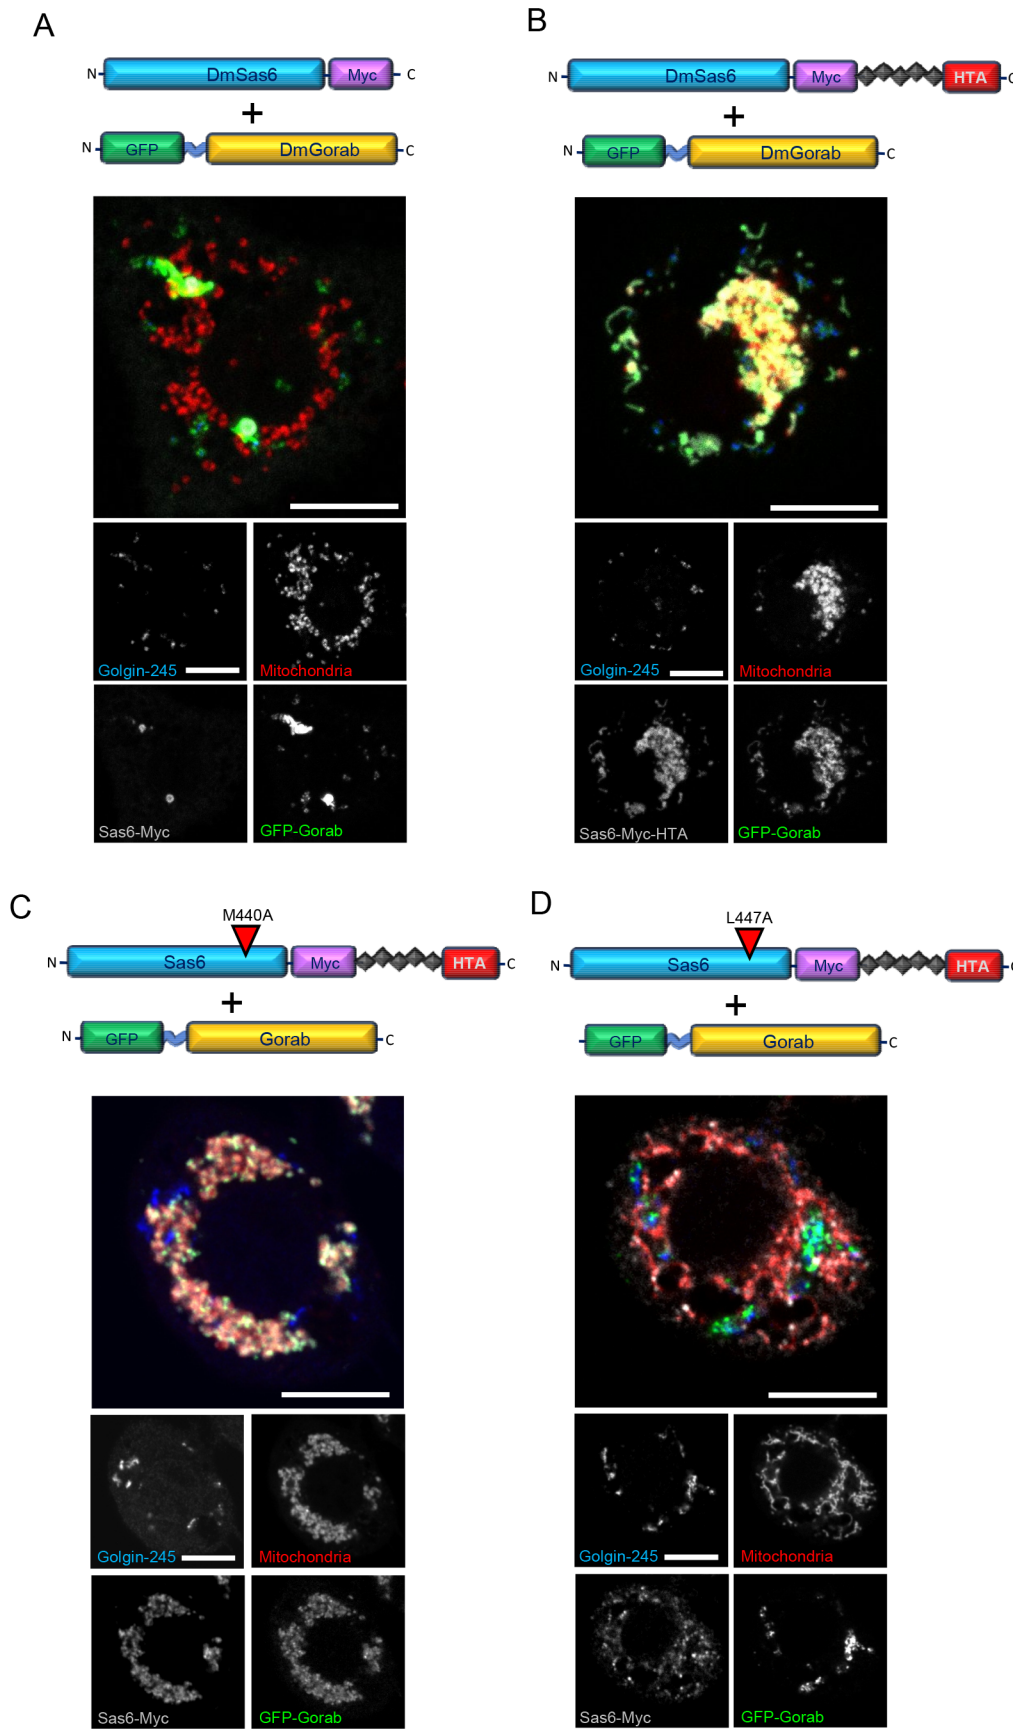 A
N DmSas6 Myc C
+
N GFP DmGorab C
Golgin-245 Mitochondria
Sas6-Myc GFP-Gorab
B
N DmSas6 Myc HTA C
+
N GFP DmGorab C
Golgin-245 Mitochondria
Sas6-Myc-HTA GFP-Gorab
C
M440A
N Sas6 Myc HTA C
+
N GFP Gorab C
Golgin-245 Mitochondria
Sas6-Myc GFP-Gorab
D
L447A
N Sas6 Myc HTA C
+
GFP Gorab C
Golgin-245 Mitochondria
Sas6-Myc GFP-Gorab